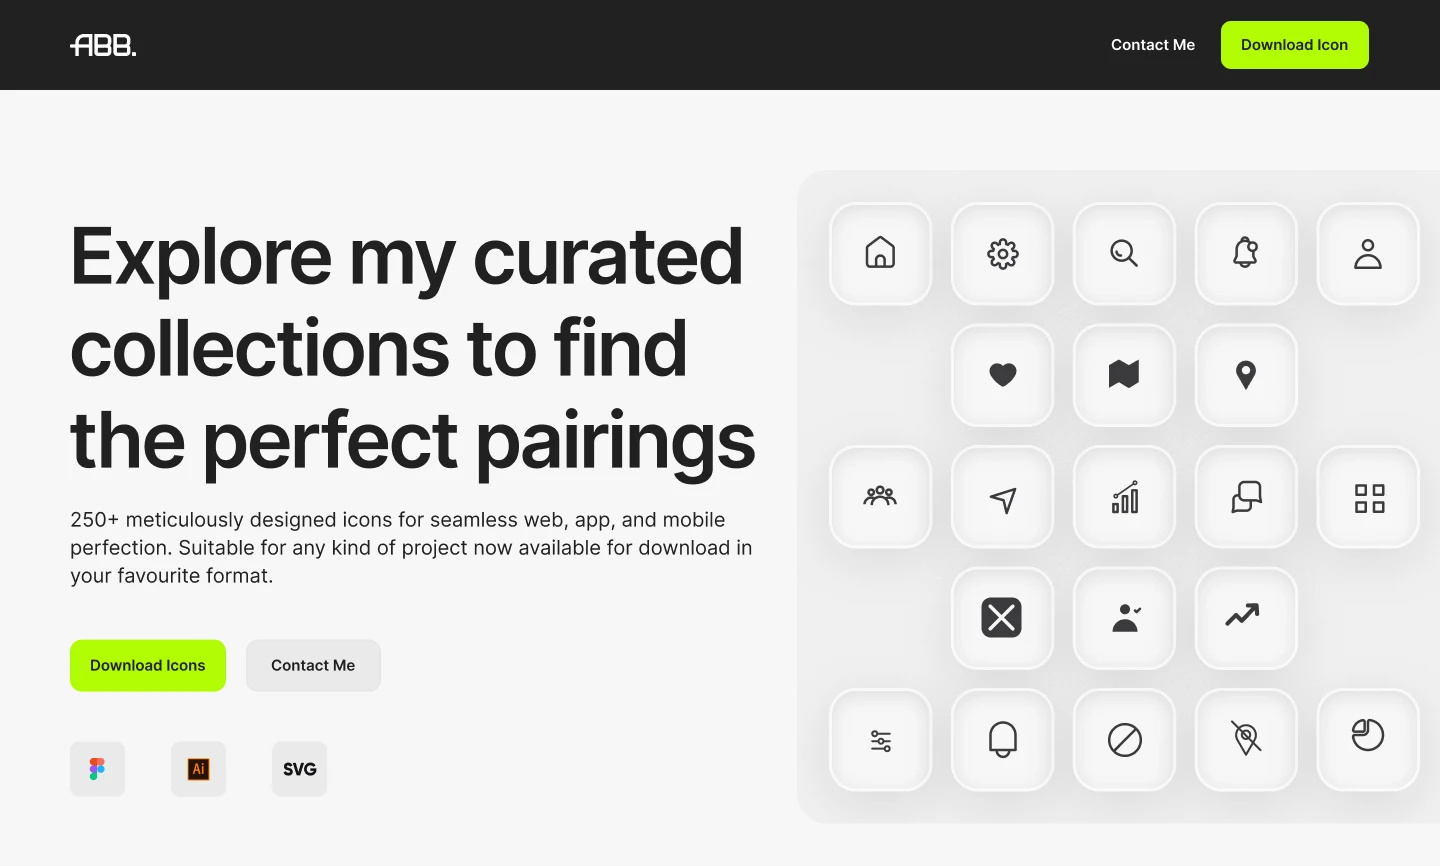 ABB.
Contact Me
Download Icon
Explore my curated
collections to find
the perfect pairings
250+ meticulously designed icons for seamless web, app, and mobile
perfection. Suitable for any kind of project now available for download in
your favourite format.
Download Icons
Contact Me
Ai
SVG